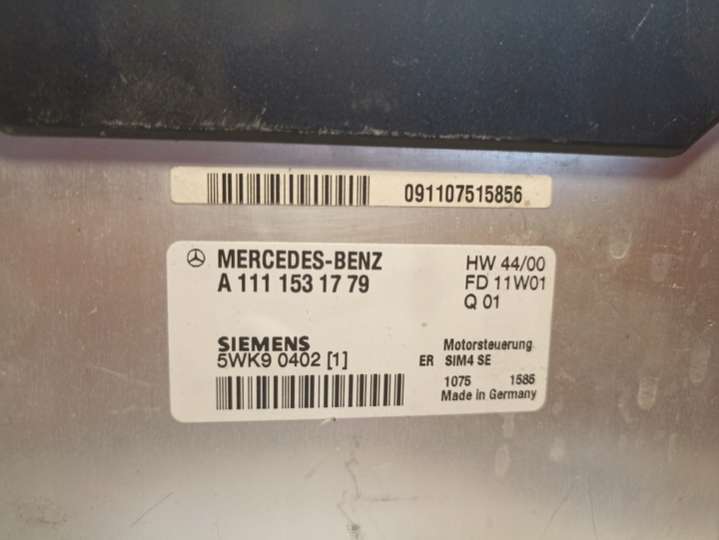 091107515856
MERCEDES-BENZ
A 111 153 17 79
HW 44/00
FD 11W01
Q 01
SIEMENS
5WK9 0402 [1]
Motorsteuerung
ER SIM4 SE
1075 1585
Made in Germany